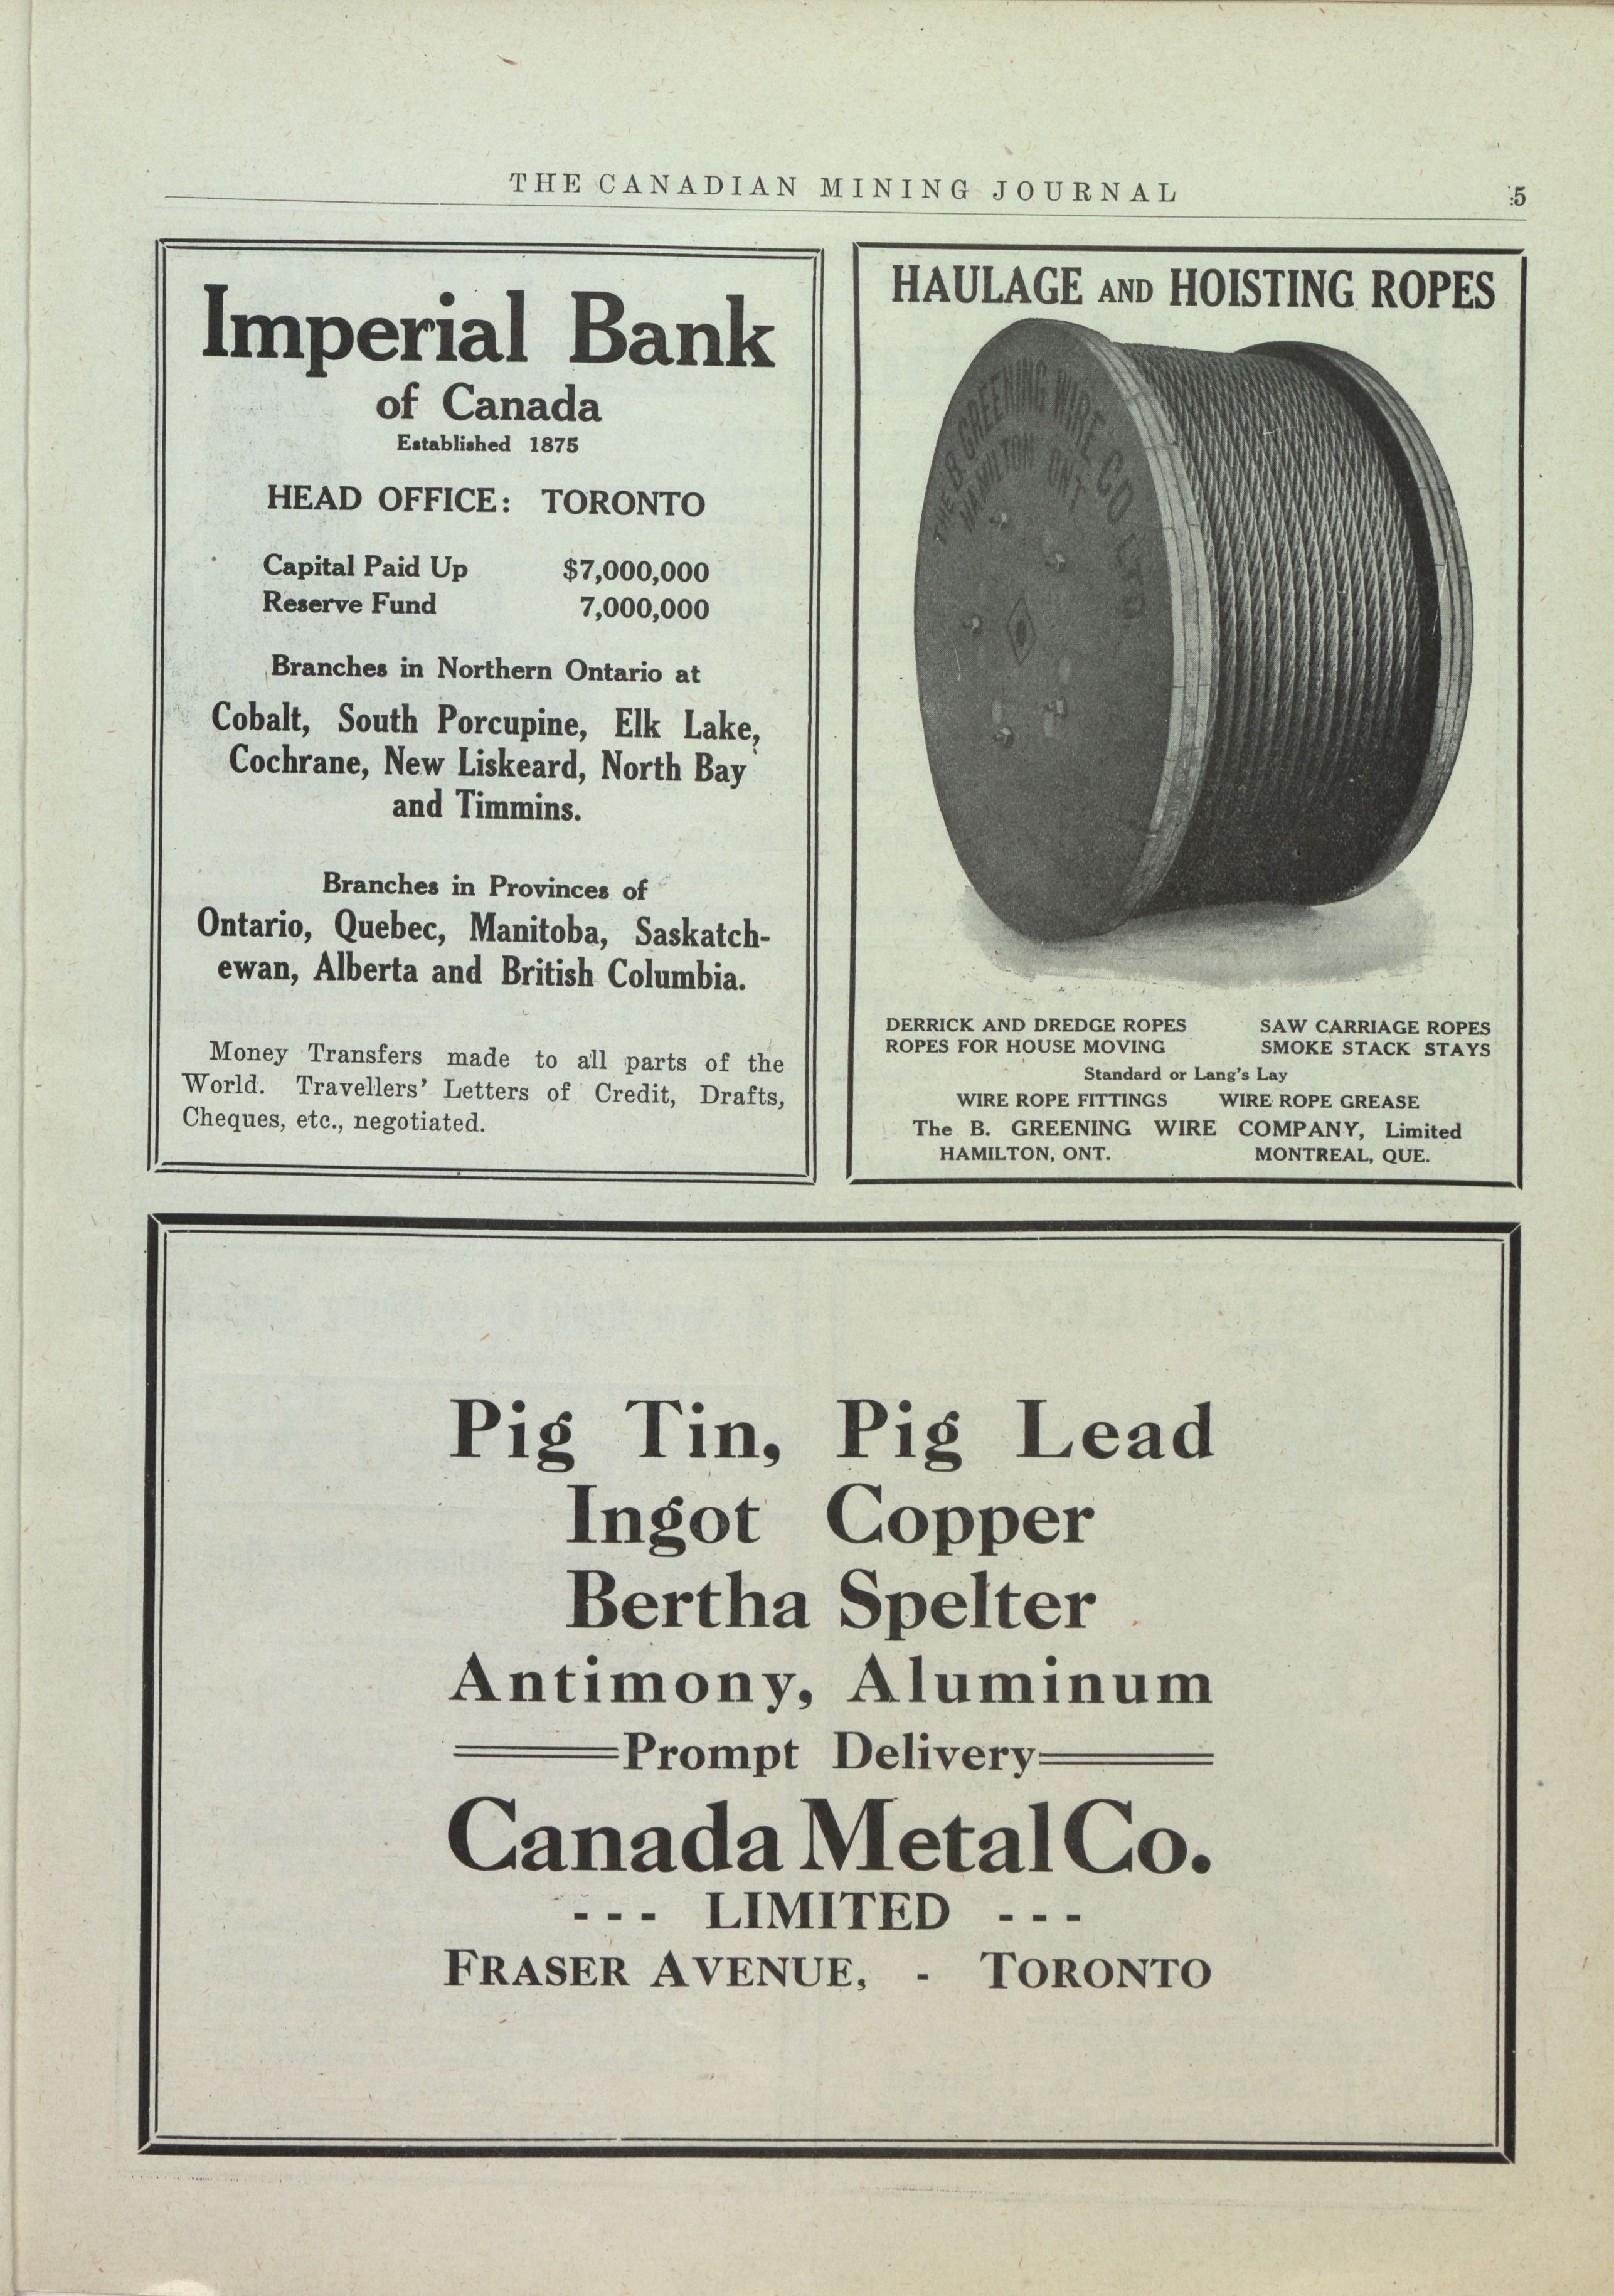 THE CANADIAN MINING JOURNAL 5
Imperial Bank
of Canada
Established 1875
HEAD OFFICE: TORONTO
Capital Paid Up $7,000,000
Reserve Fund 7,000,000
Branches in Northern Ontario at
Cobalt, South Porcupine, Elk Lake,
Cochrane, New Liskeard, North Bay
and Timmins.
Branches in Provinces of
Ontario, Quebec, Manitoba, Saskatch-
ewan, Alberta and British Columbia.
Money Transfers made to all parts of the
World. Travellers' Letters of Credit, Drafts,
Cheques, etc., negotiated.
HAULAGE AND HOISTING ROPES
THE B. GREENING WIRE CO LTD
HAMILTON ONT.
DERRICK AND DREDGE ROPES SAW CARRIAGE ROPES
ROPES FOR HOUSE MOVING SMOKE STACK STAYS
Standard or Lang's Lay
WIRE ROPE FITTINGS WIRE ROPE GREASE
The B. GREENING WIRE COMPANY, Limited
HAMILTON, ONT. MONTREAL, QUE.
Pig Tin, Pig Lead
Ingot Copper
Bertha Spelter
Antimony, Aluminum
Prompt Delivery
Canada Metal Co.
--- LIMITED ---
FRASER AVENUE, - TORONTO